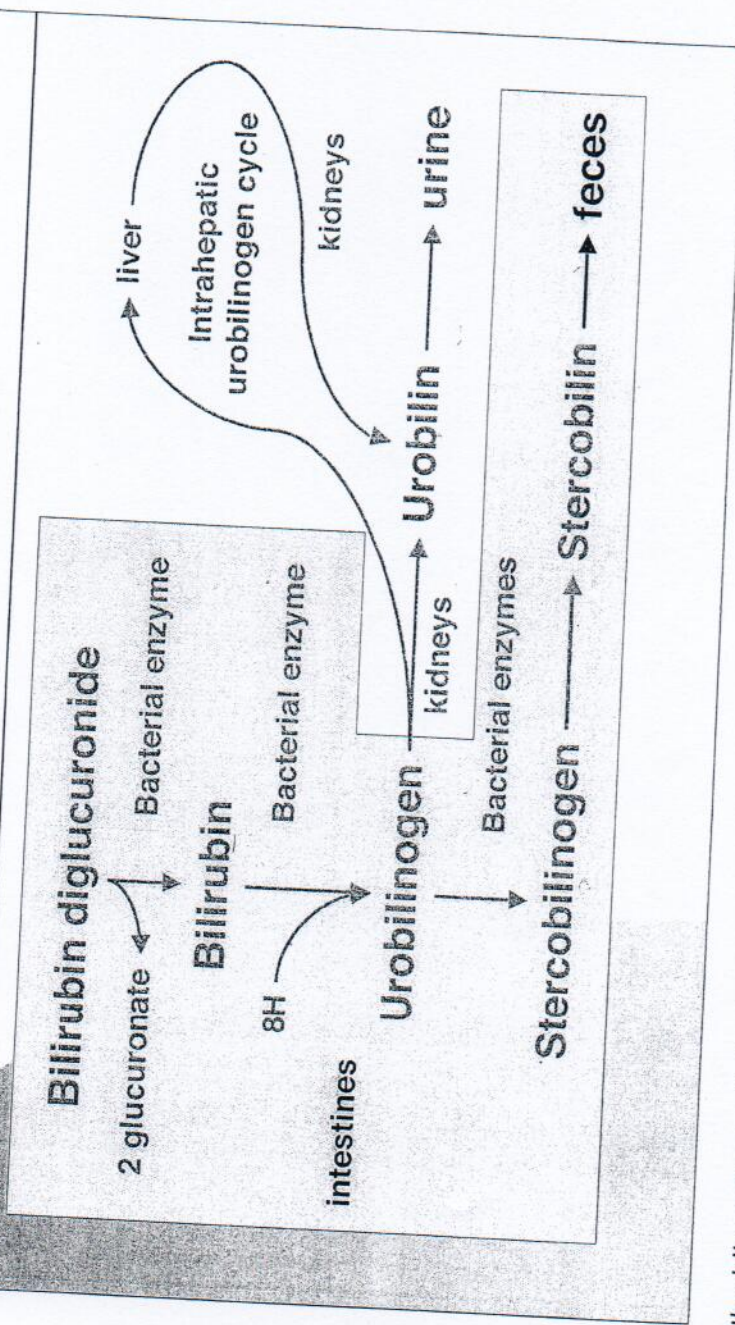 Bilirubin diglucuronide
2 glucuronate
Bacterial enzyme
Bilirubin
8H
Bacterial enzyme
intestines
Urobilinogen
kidneys
Urobilin
urine
liver
Intrahepatic
urobilinogen cycle
kidneys
Bacterial enzymes
Stercobilinogen
Stercobilin
feces